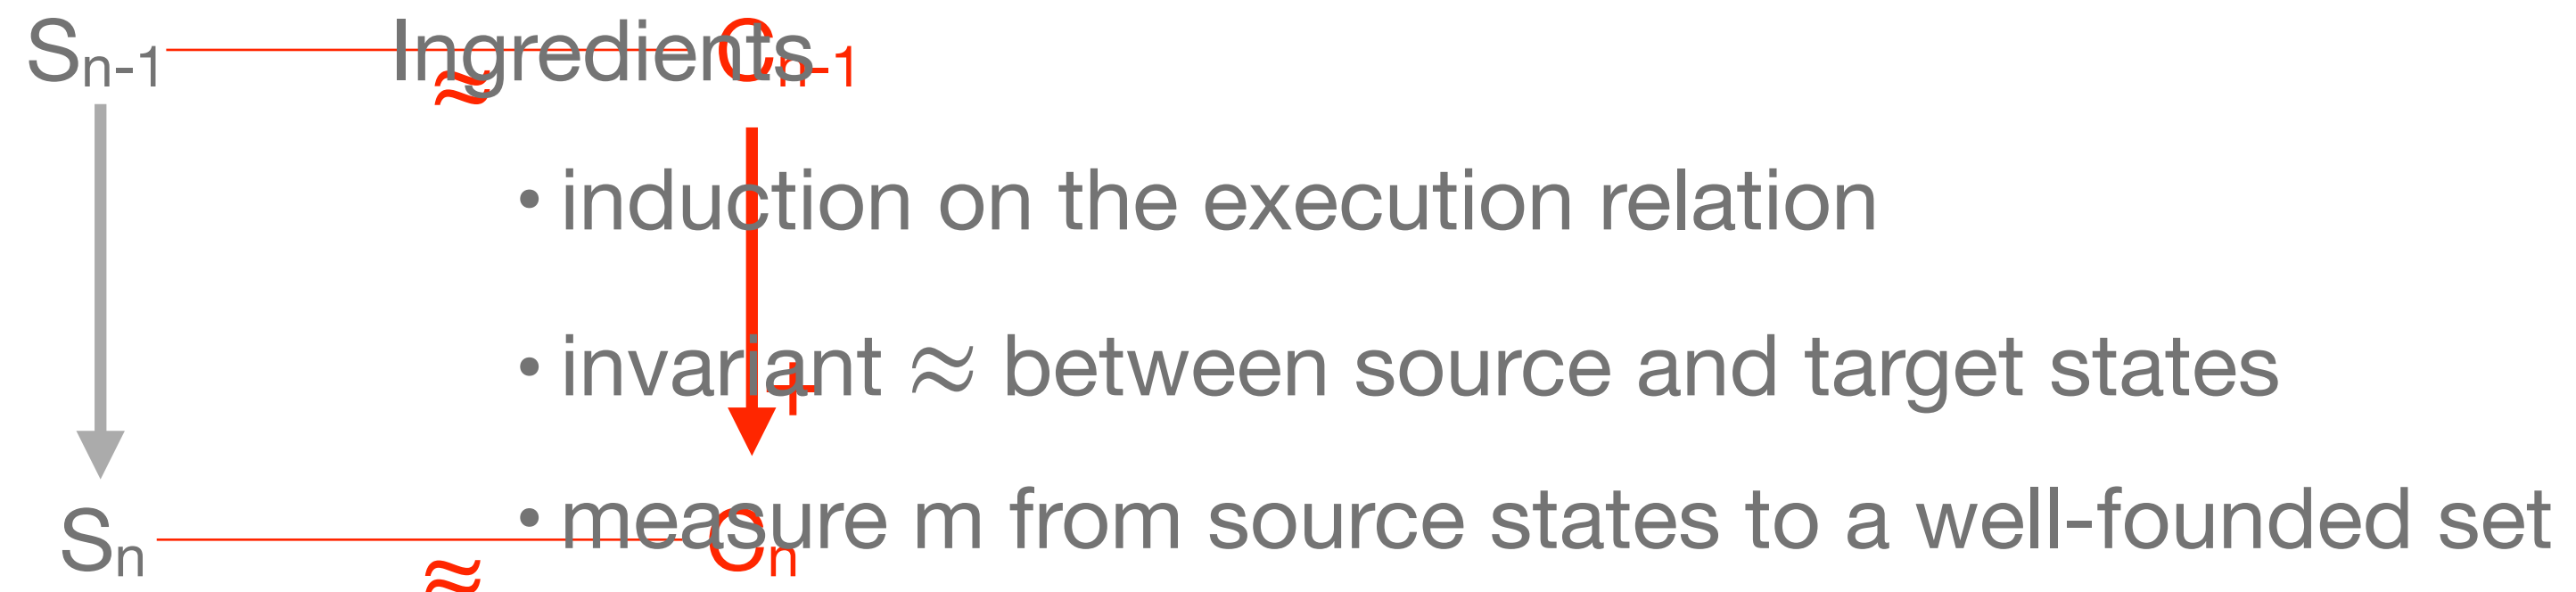 Sₙ₋₁ ≈ Cₙ₋₁
Ingredients
• induction on the execution relation
• invariant ≈ between source and target states
+
• measure m from source states to a well-founded set
Sₙ ≈ Cₙ